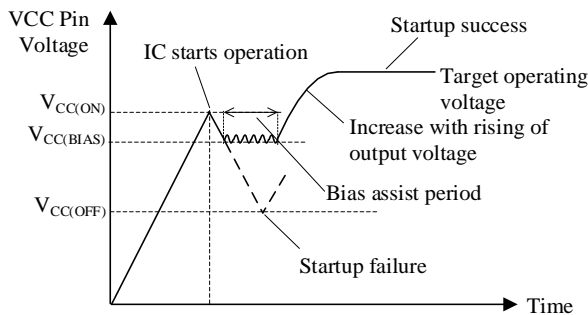 VCC Pin
Voltage
Startup success
IC starts operation
Target operating
voltage
VCC(ON)
Increase with rising of
output voltage
VCC(BIAS)
Bias assist period
VCC(OFF)
Startup failure
Time